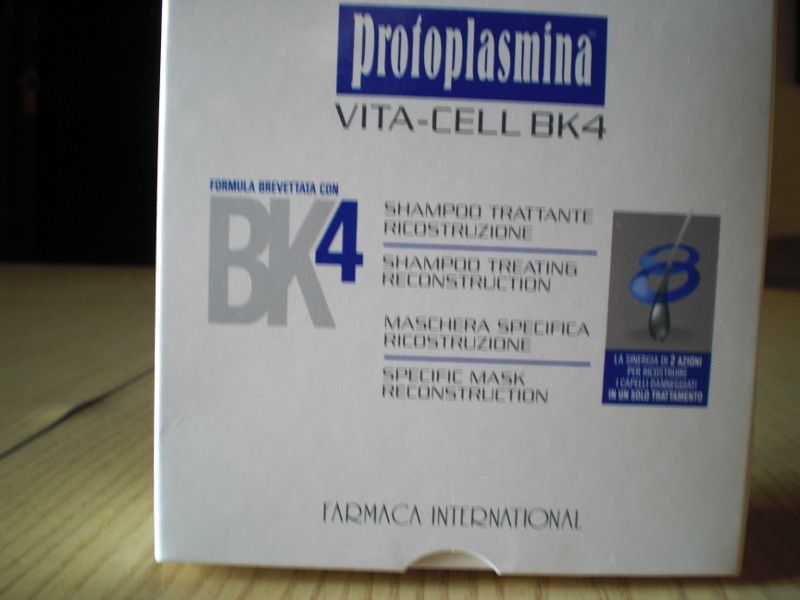 Protoplasmina
VITA-CELL BK4
FORMULA BREVETTATA CON
BK4
SHAMPOO TRATTANTE
RICOSTRUZIONE
SHAMPOO TREATING
RECONSTRUCTION
MASCHERA SPECIFICA
RICOSTRUZIONE
SPECIFIC MASK
RECONSTRUCTION
LA SINERGIA DI 2 AZIONI
PER RICOSTRUIRE
I CAPELLI DANNEGGIATI
IN UN SOLO TRATTAMENTO
FARMACA INTERNATIONAL